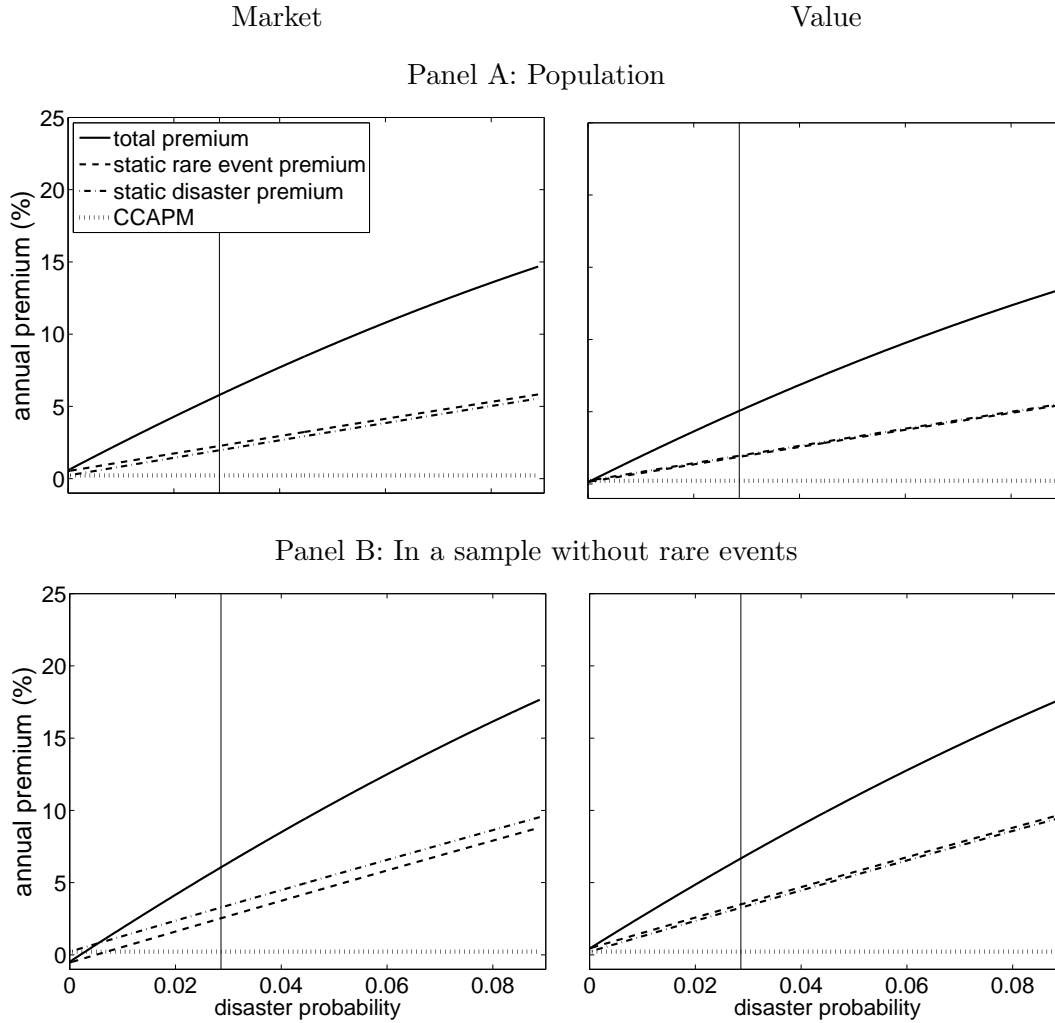 Market Value
Panel A: Population
25
20
15
10
5
0
annual premium (%)
total premium
static rare event premium
static disaster premium
CCAPM
Panel B: In a sample without rare events
25
20
15
10
5
0
annual premium (%)
0 0.02 0.04 0.06 0.08
disaster probability
0 0.02 0.04 0.06 0.08
disaster probability